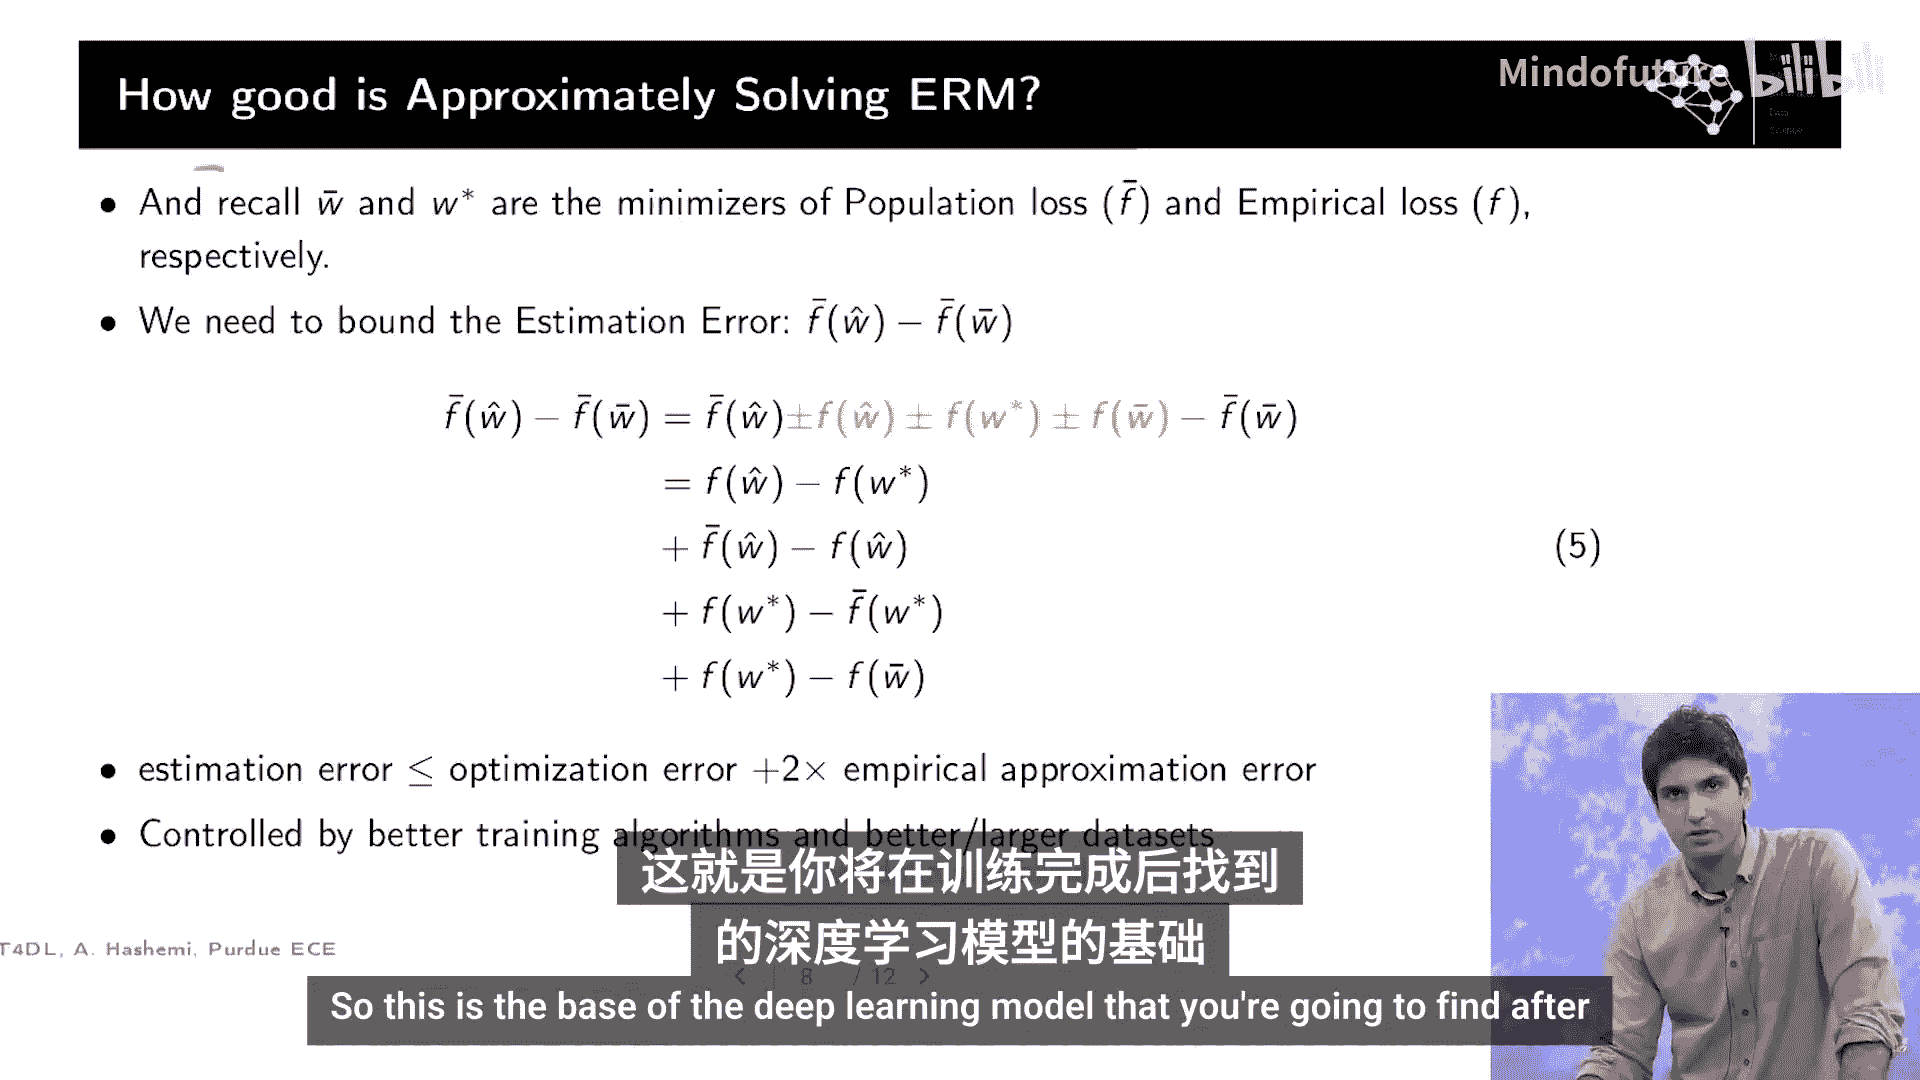 How good is Approximately Solving ERM?
Mindofuture
bilibili
• And recall w̄ and w* are the minimizers of Population loss (f̄) and Empirical loss (f),
respectively.
• We need to bound the Estimation Error: f̄(ŵ) − f̄(w̄)
f̄(ŵ) − f̄(w̄) = f̄(ŵ)±f(ŵ) ± f(w*) ± f(w̄) − f̄(w̄)
= f(ŵ) − f(w*)
+ f̄(ŵ) − f(ŵ)
(5)
+ f(w*) − f̄(w*)
+ f(w*) − f(w̄)
• estimation error ≤ optimization error +2× empirical approximation error
• Controlled by better training algorithms and better/larger datasets
这就是你将在训练完成后找到
的深度学习模型的基础
T4DL, A. Hashemi, Purdue ECE
< 8 / 12 >
So this is the base of the deep learning model that you're going to find after